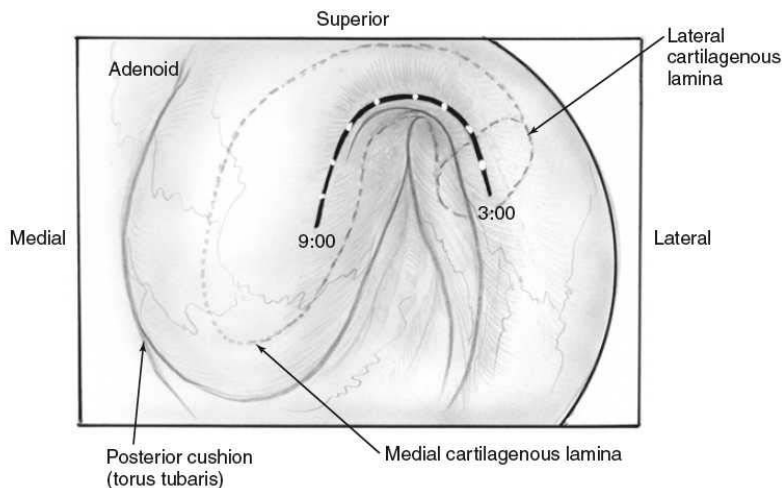 Superior
Lateral
cartilagenous
lamina
Adenoid
Medial
9:00
3:00
Lateral
Posterior cushion
(torus tubaris)
Medial cartilagenous lamina